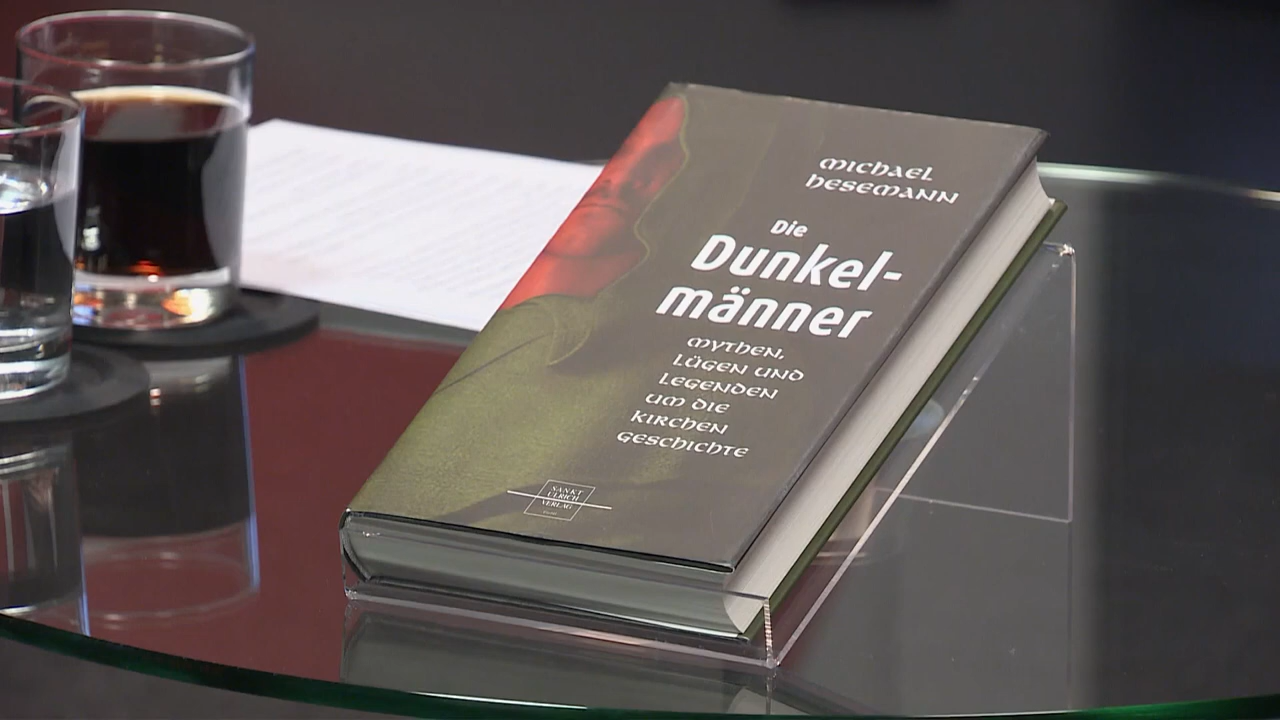 Michael
Hesemann
Die
Dunkel-
männer
Mythen,
Lügen und
Legenden
um die
Kirchen
geschichte
SANKT
ULRICH
VERLAG